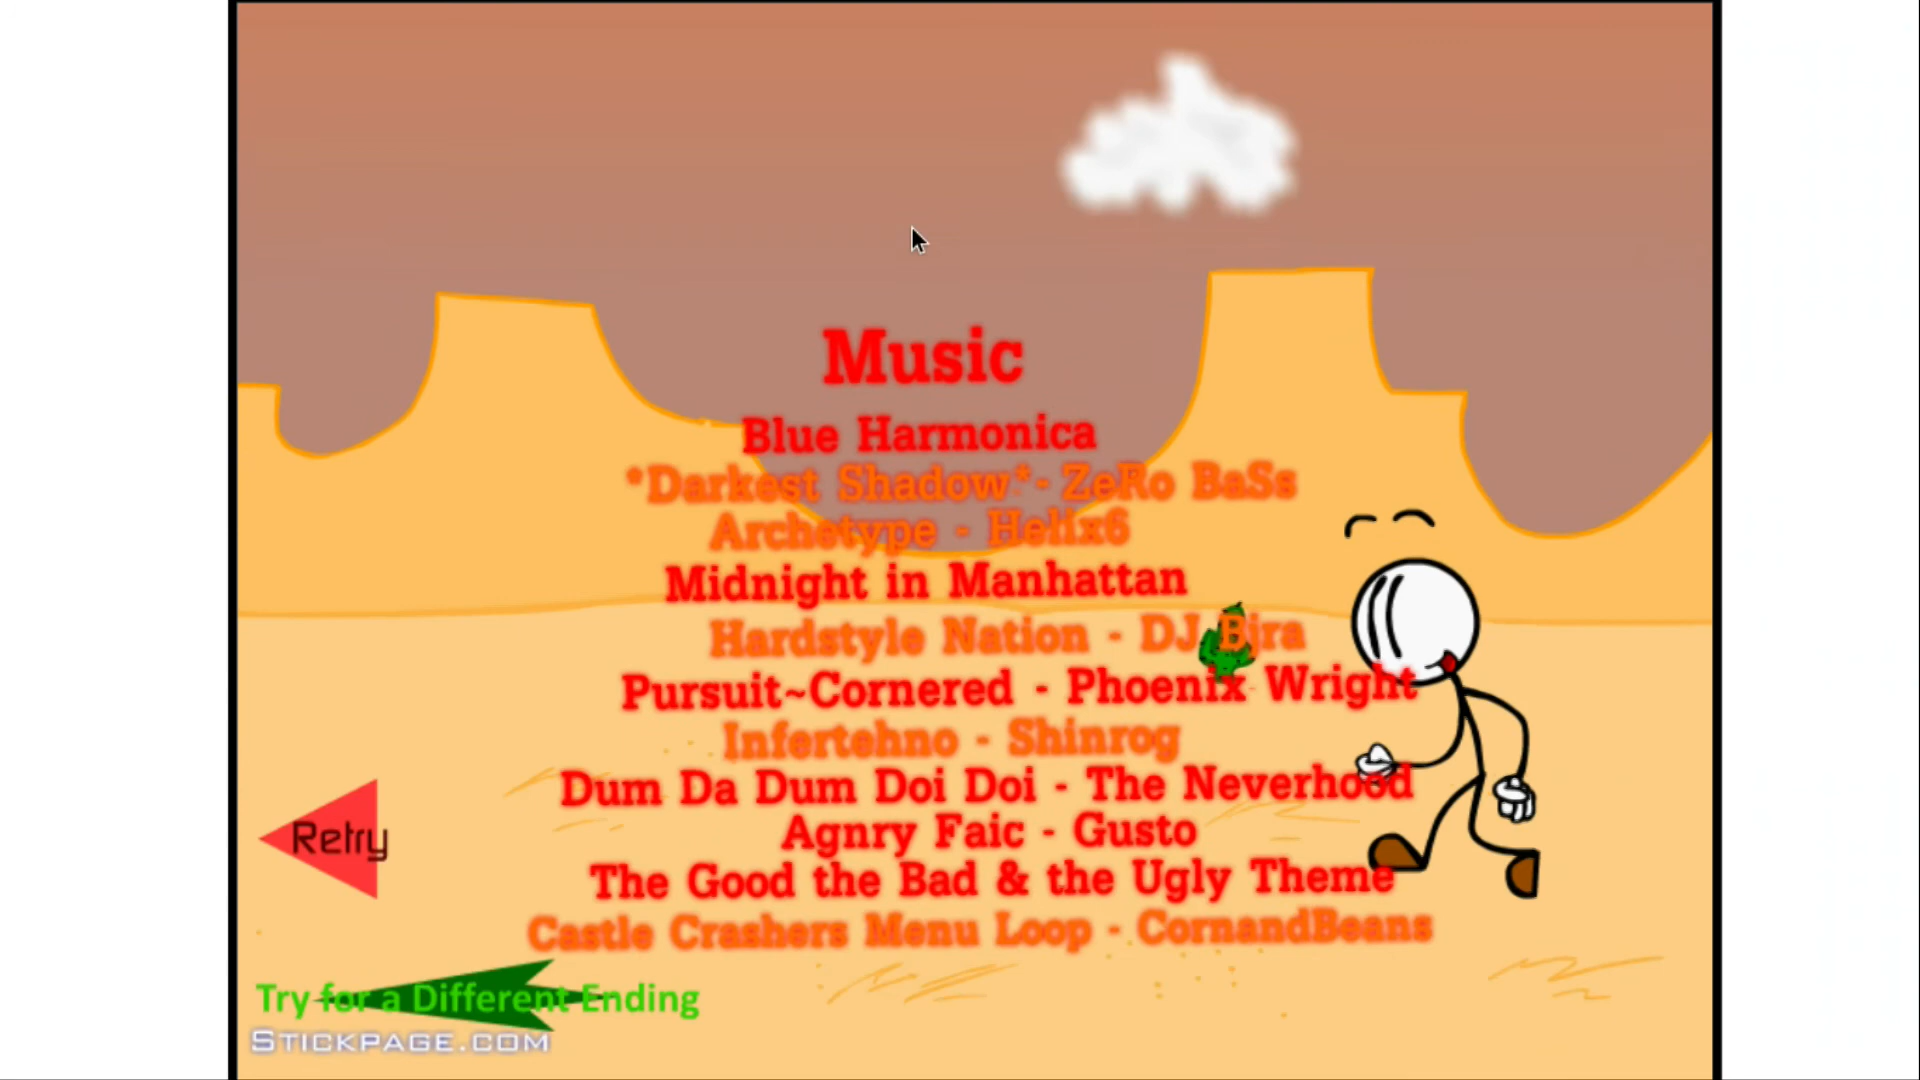 Music
Blue Harmonica
*Darkest Shadow*- ZeRo BaSs
Archetype - Helix6
Midnight in Manhattan
Hardstyle Nation - DJ Bjra
Pursuit~Cornered - Phoenix Wright
Infertehno - Shinrog
Dum Da Dum Doi Doi - The Neverhood
Agnry Faic - Gusto
The Good the Bad & the Ugly Theme
Castle Crashers Menu Loop - CornandBeans
Retry
Try for a Different Ending
STICKPAGE.COM